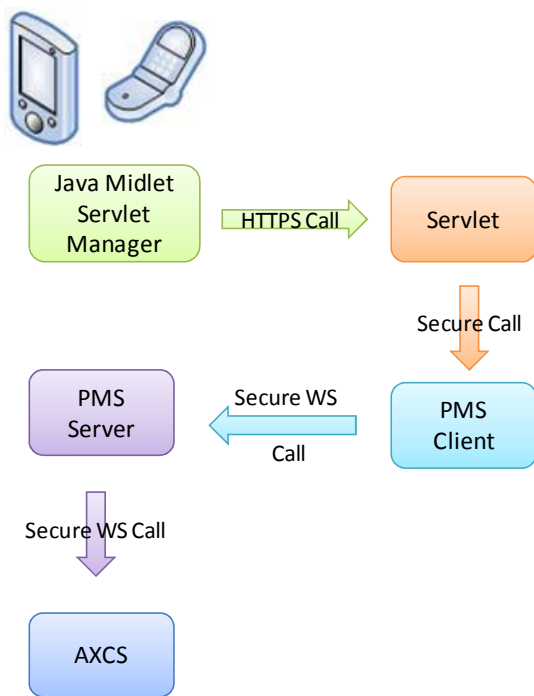 Java Midlet
Servlet
Manager
HTTPS Call
Servlet
Secure Call
PMS
Client
Secure WS
Call
PMS
Server
Secure WS Call
AXCS